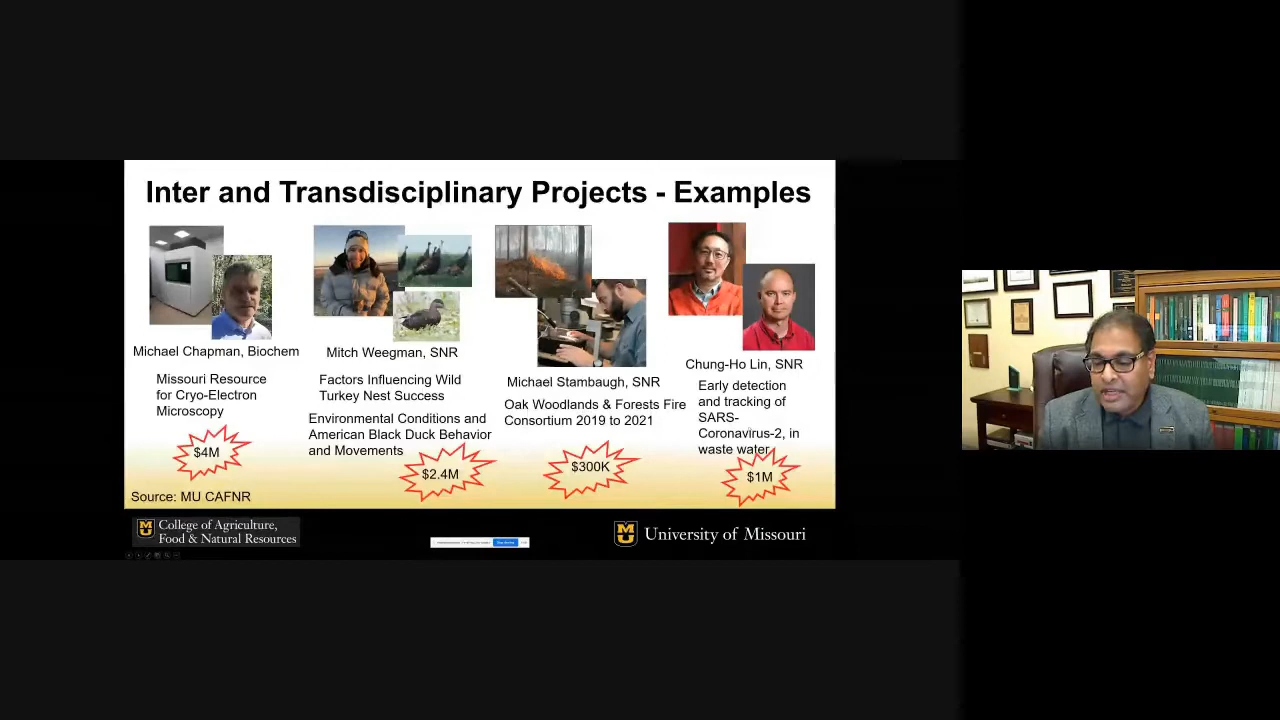 Inter and Transdisciplinary Projects - Examples
Michael Chapman, Biochem
Missouri Resource
for Cryo-Electron
Microscopy
$4M
Mitch Weegman, SNR
Factors Influencing Wild
Turkey Nest Success
Environmental Conditions and
American Black Duck Behavior
and Movements
$2.4M
Michael Stambaugh, SNR
Oak Woodlands & Forests Fire
Consortium 2019 to 2021
$300K
Chung-Ho Lin, SNR
Early detection
and tracking of
SARS-
Coronavirus-2, in
waste water
$1M
Source: MU CAFNR
College of Agriculture,
Food & Natural Resources
University of Missouri